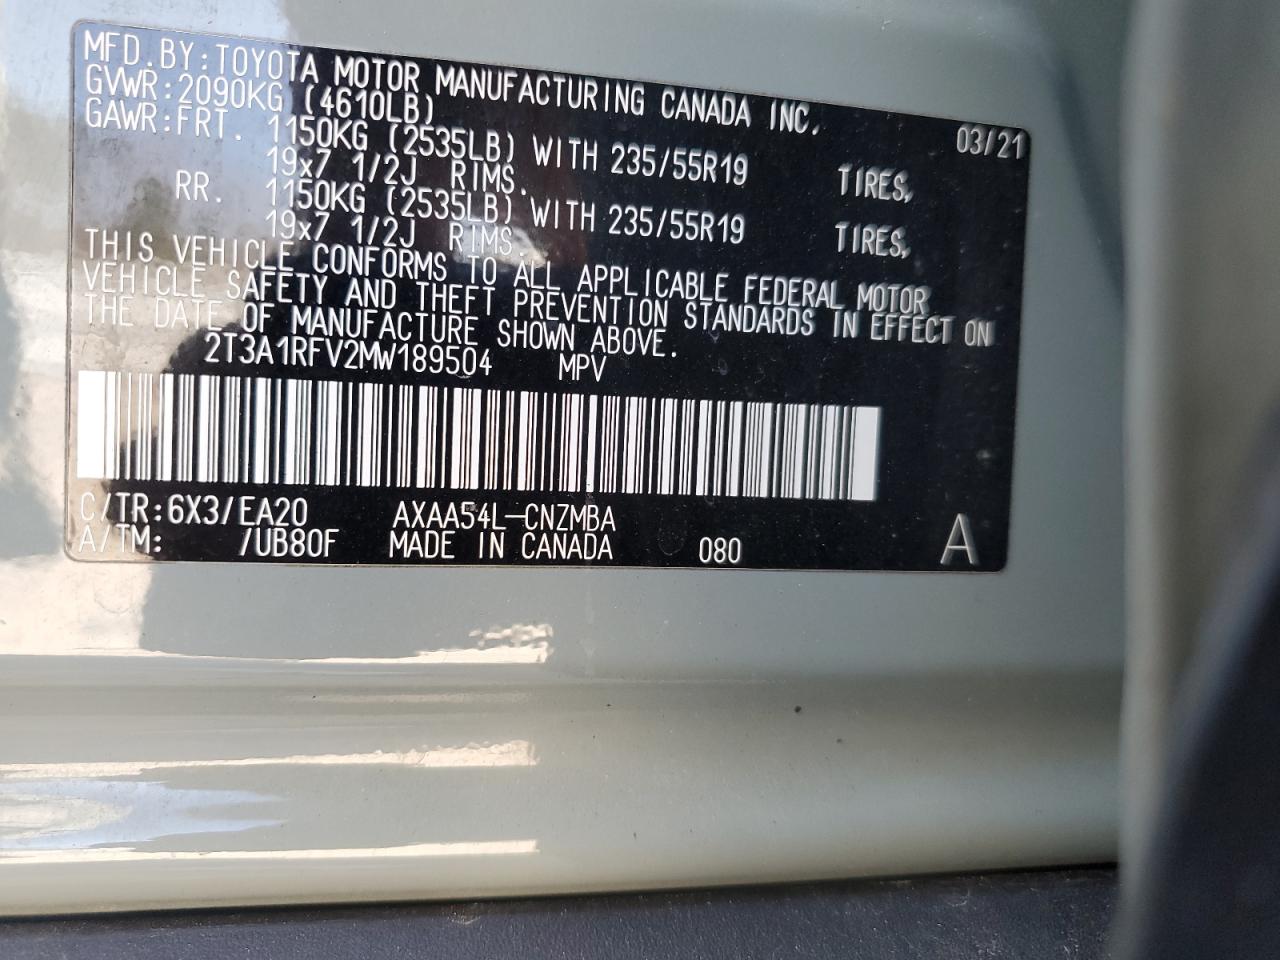 MFD.BY:TOYOTA MOTOR MANUFACTURING CANADA INC. 03/21
GVWR:2090KG (4610LB)
GAWR:FRT. 1150KG (2535LB) WITH 235/55R19 TIRES,
19x7 1/2J RIMS.
RR. 1150KG (2535LB) WITH 235/55R19 TIRES,
19x7 1/2J RIMS.
THIS VEHICLE CONFORMS TO ALL APPLICABLE FEDERAL MOTOR
VEHICLE SAFETY AND THEFT PREVENTION STANDARDS IN EFFECT ON
THE DATE OF MANUFACTURE SHOWN ABOVE.
2T3A1RFV2MW189504 MPV
C/TR:6X3/EA20 AXAA54L-CNZMBA
A/TM: /UB80F MADE IN CANADA 080 A